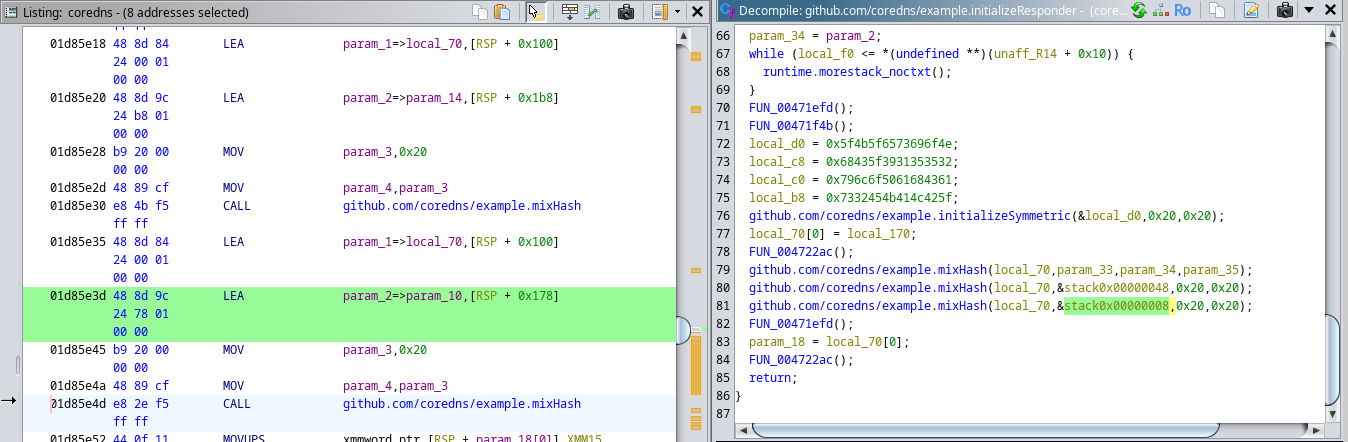 Listing: coredns - (8 addresses selected)
01d85e18 48 8d 84 LEA param_1=>local_70,[RSP + 0x100]
24 00 01
00 00
01d85e20 48 8d 9c LEA param_2=>param_14,[RSP + 0x1b8]
24 b8 01
00 00
01d85e28 b9 20 00 MOV param_3,0x20
00 00
01d85e2d 48 89 cf MOV param_4,param_3
01d85e30 e8 4b f5 CALL github.com/coredns/example.mixHash
ff ff
01d85e35 48 8d 84 LEA param_1=>local_70,[RSP + 0x100]
24 00 01
00 00
01d85e3d 48 8d 9c LEA param_2=>param_10,[RSP + 0x178]
24 78 01
00 00
01d85e45 b9 20 00 MOV param_3,0x20
00 00
01d85e4a 48 89 cf MOV param_4,param_3
01d85e4d e8 2e f5 CALL github.com/coredns/example.mixHash
ff ff
01d85e52 44 0f 11 MOVUPS xmmword ptr [RSP + param_18[0]],XMM15
Decompile: github.com/coredns/example.initializeResponder - (core...
Ro
66 param_34 = param_2;
67 while (local_f0 <= *(undefined **)(unaff_R14 + 0x10)) {
68 runtime.morestack_noctxt();
69 }
70 FUN_00471efd();
71 FUN_00471f4b();
72 local_d0 = 0x5f4b5f6573696f4e;
73 local_c8 = 0x68435f3931353532;
74 local_c0 = 0x796c6f5061684361;
75 local_b8 = 0x7332454b414c425f;
76 github.com/coredns/example.initializeSymmetric(&local_d0,0x20,0x20);
77 local_70[0] = local_170;
78 FUN_004722ac();
79 github.com/coredns/example.mixHash(local_70,param_33,param_34,param_35);
80 github.com/coredns/example.mixHash(local_70,&stack0x00000048,0x20,0x20);
81 github.com/coredns/example.mixHash(local_70,&stack0x00000008,0x20,0x20);
82 FUN_00471efd();
83 param_18 = local_70[0];
84 FUN_004722ac();
85 return;
86 }
87